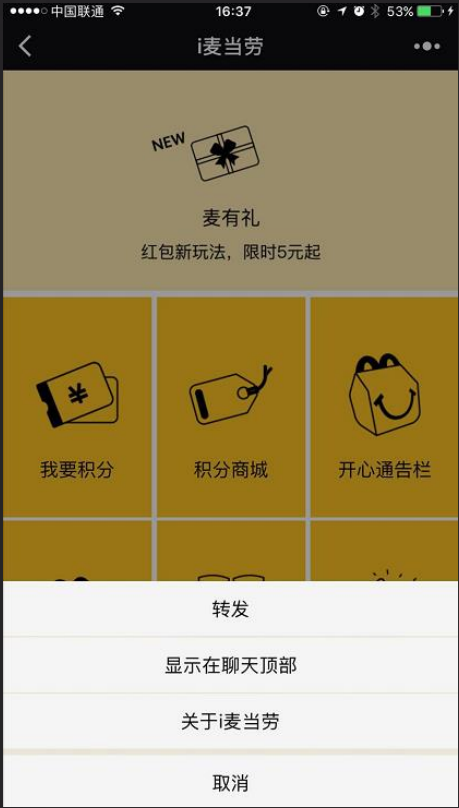 中国联通 16:37 53%
i麦当劳
NEW
麦有礼
红包新玩法，限时5元起
¥
我要积分 积分商城 开心通告栏
转发
显示在聊天顶部
关于i麦当劳
取消